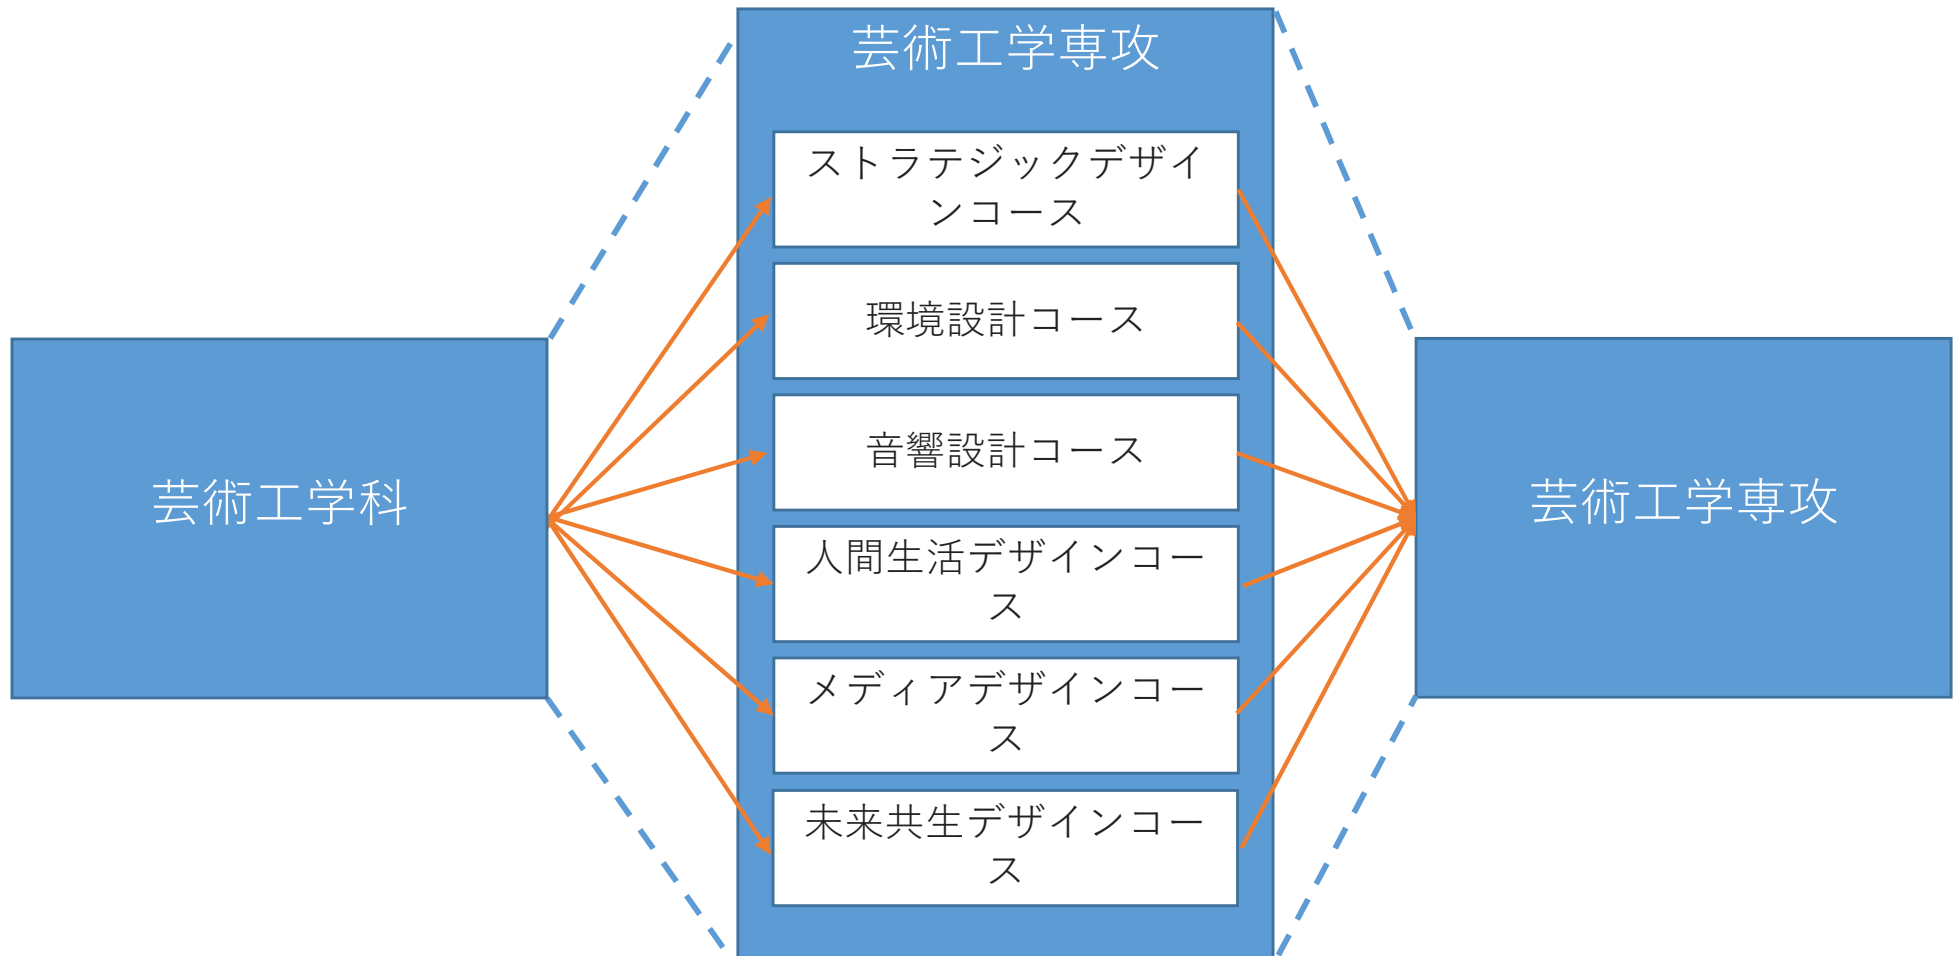 芸術工学科
芸術工学専攻
ストラテジックデザイ
ンコース
環境設計コース
音響設計コース
人間生活デザインコー
ス
メディアデザインコー
ス
未来共生デザインコー
ス
芸術工学専攻